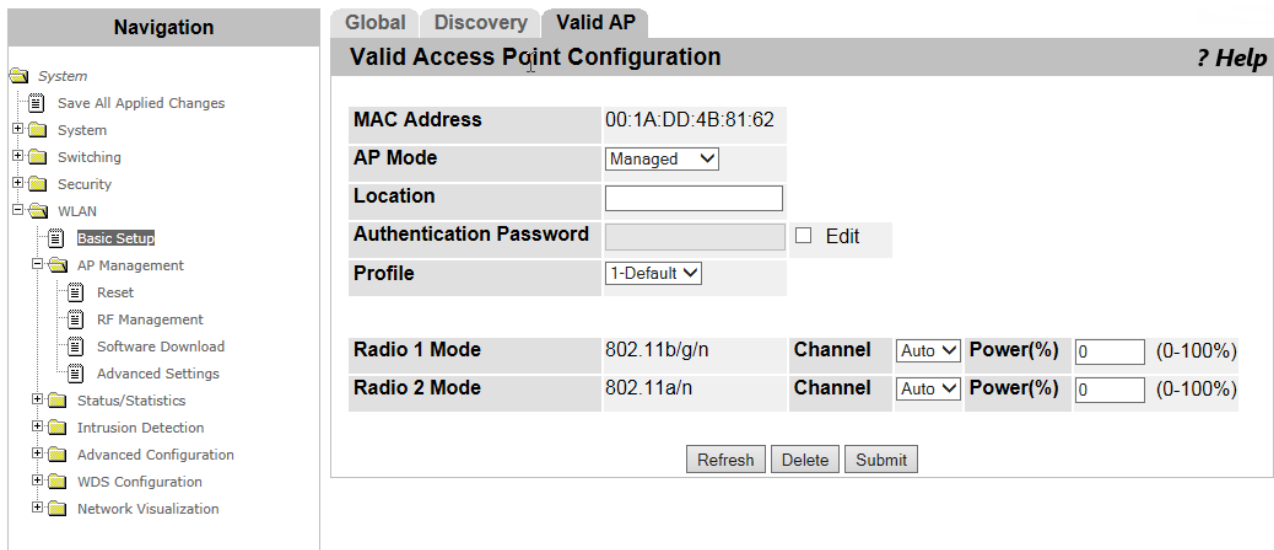 Navigation
System
Save All Applied Changes
System
Switching
Security
WLAN
Basic Setup
AP Management
Reset
RF Management
Software Download
Advanced Settings
Status/Statistics
Intrusion Detection
Advanced Configuration
WDS Configuration
Network Visualization
Global Discovery Valid AP
Valid Access Point Configuration ? Help
MAC Address 00:1A:DD:4B:81:62
AP Mode Managed
Location
Authentication Password Edit
Profile 1-Default
Radio 1 Mode 802.11b/g/n Channel Auto Power(%) 0 (0-100%)
Radio 2 Mode 802.11a/n Channel Auto Power(%) 0 (0-100%)
Refresh Delete Submit